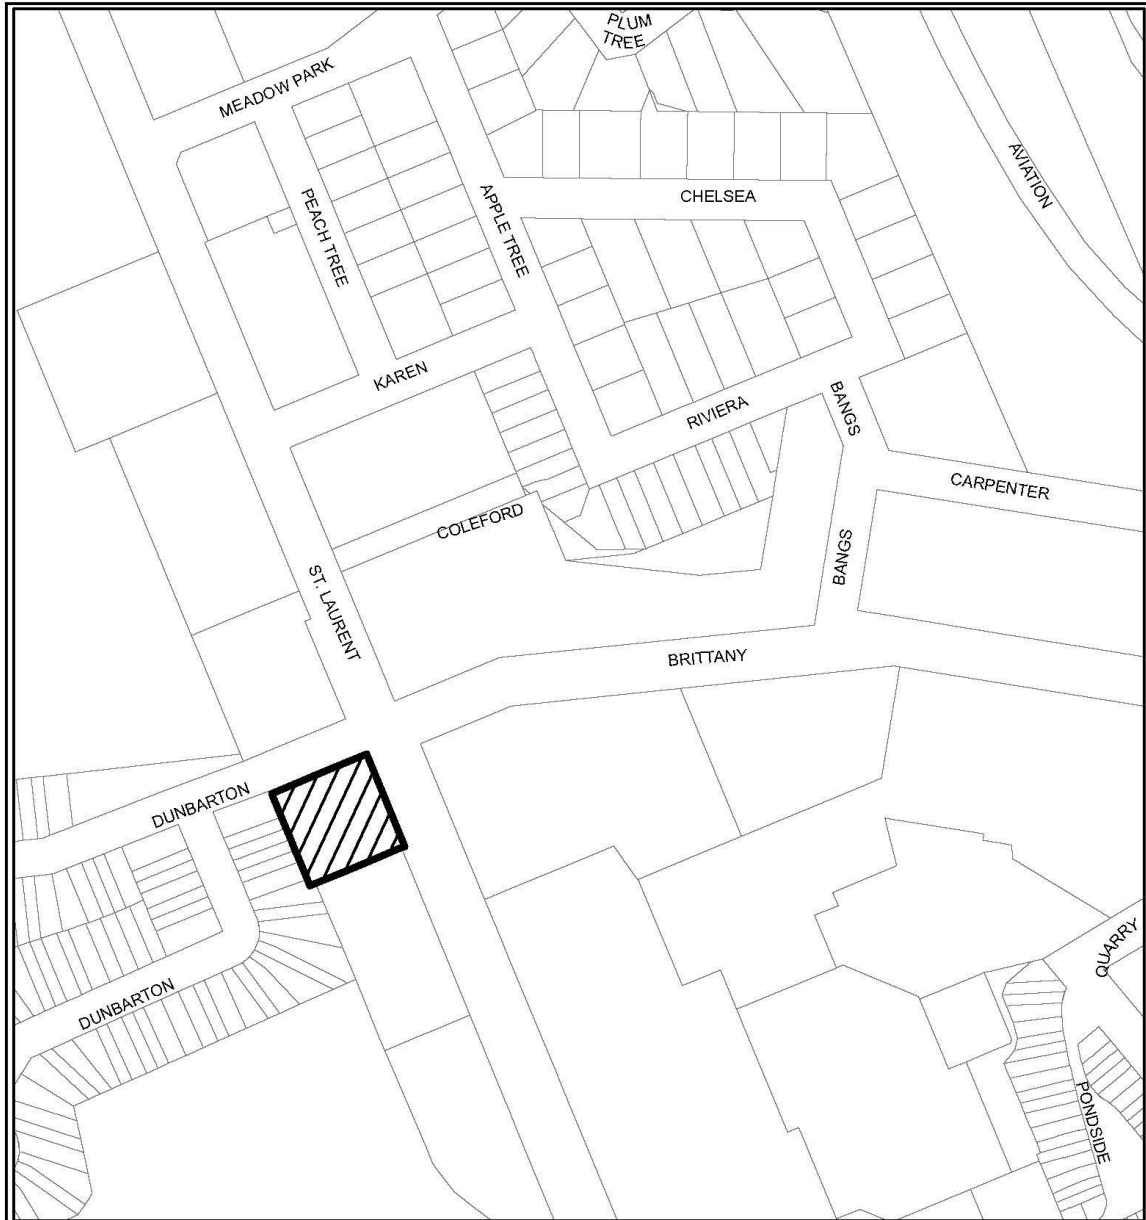 PLUM
TREE
MEADOW PARK
AVIATION
PEACH TREE
APPLE TREE
CHELSEA
KAREN
RIVIERA
BANGS
CARPENTER
COLEFORD
BANGS
ST. LAURENT
BRITTANY
DUNBARTON
QUARRY
DUNBARTON
PONDSIDE